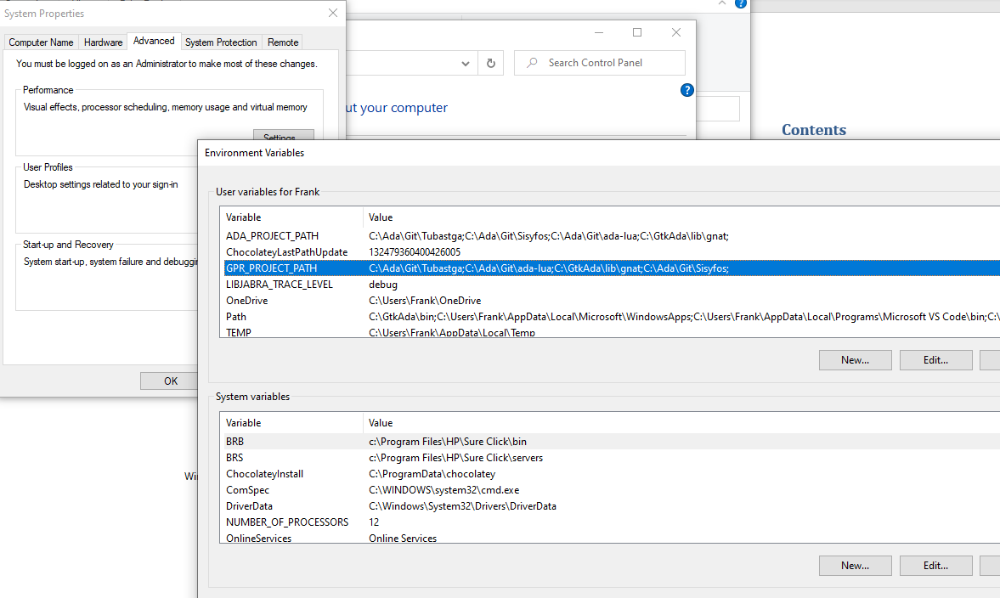 System Properties
Computer Name Hardware Advanced System Protection Remote
You must be logged on as an Administrator to make most of these changes.
Performance
Visual effects, processor scheduling, memory usage and virtual memory
Settings
User Profiles
Desktop settings related to your sign-in
Start-up and Recovery
System start-up, system failure and debuggin
OK
Search Control Panel
?
?
ut your computer
Contents
Wi
Environment Variables
User variables for Frank
Variable Value
ADA_PROJECT_PATH C:\Ada\Git\Tubastga;C:\Ada\Git\Sisyfos;C:\Ada\Git\ada-lua;C:\GtkAda\lib\gnat;
ChocolateyLastPathUpdate 132479360400426005
GPR_PROJECT_PATH C:\Ada\Git\Tubastga;C:\Ada\Git\ada-lua;C:\GtkAda\lib\gnat;C:\Ada\Git\Sisyfos;
LIBJABRA_TRACE_LEVEL debug
OneDrive C:\Users\Frank\OneDrive
Path C:\GtkAda\bin;C:\Users\Frank\AppData\Local\Microsoft\WindowsApps;C:\Users\Frank\AppData\Local\Programs\Microsoft VS Code\bin;C:\
TEMP C:\Users\Frank\AppData\Local\Temp
New... Edit...
System variables
Variable Value
BRB c:\Program Files\HP\Sure Click\bin
BRS c:\Program Files\HP\Sure Click\servers
ChocolateyInstall C:\ProgramData\chocolatey
ComSpec C:\WINDOWS\system32\cmd.exe
DriverData C:\Windows\System32\Drivers\DriverData
NUMBER_OF_PROCESSORS 12
OnlineServices Online Services
New... Edit...